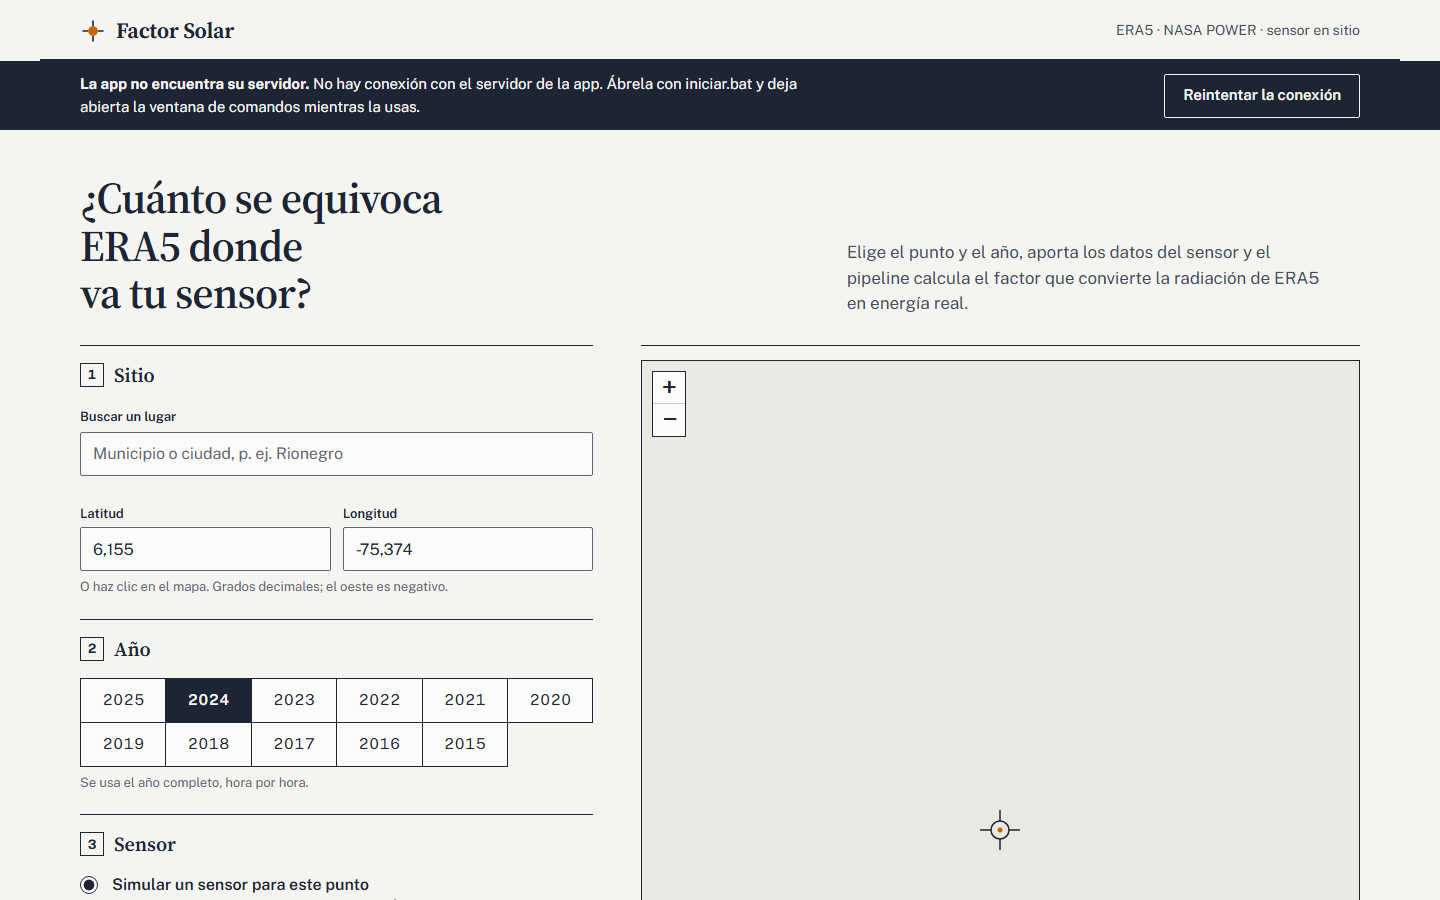 Factor Solar
ERA5 · NASA POWER · sensor en sitio
La app no encuentra su servidor. No hay conexión con el servidor de la app. Ábrela con iniciar.bat y deja
abierta la ventana de comandos mientras la usas.
Reintentar la conexión
¿Cuánto se equivoca
ERA5 donde
va tu sensor?
Elige el punto y el año, aporta los datos del sensor y el
pipeline calcula el factor que convierte la radiación de ERA5
en energía real.
1 Sitio
Buscar un lugar
Municipio o ciudad, p. ej. Rionegro
Latitud Longitud
6,155 -75,374
O haz clic en el mapa. Grados decimales; el oeste es negativo.
2 Año
2025 2024 2023 2022 2021 2020
2019 2018 2017 2016 2015
Se usa el año completo, hora por hora.
3 Sensor
Simular un sensor para este punto
+
−